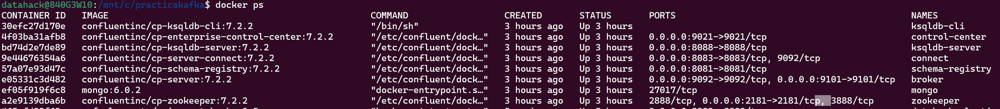 datahack@840G3W10:/mnt/c/practicakafka$ docker ps
CONTAINER ID   IMAGE   COMMAND   CREATED   STATUS   PORTS   NAMES
30efc27d170e   confluentinc/cp-ksqldb-cli:7.2.2   "/bin/sh"   3 hours ago   Up 3 hours   ksqldb-cli
4f03ba31afb8   confluentinc/cp-enterprise-control-center:7.2.2   "/etc/confluent/dock…"   3 hours ago   Up 3 hours   0.0.0.0:9021->9021/tcp   control-center
bd74d2e7de89   confluentinc/cp-ksqldb-server:7.2.2   "/etc/confluent/dock…"   3 hours ago   Up 3 hours   0.0.0.0:8088->8088/tcp   ksqldb-server
9e44676354a6   confluentinc/cp-server-connect:7.2.2   "/etc/confluent/dock…"   3 hours ago   Up 3 hours   0.0.0.0:8083->8083/tcp, 9092/tcp   connect
57a07e93d47c   confluentinc/cp-schema-registry:7.2.2   "/etc/confluent/dock…"   3 hours ago   Up 3 hours   0.0.0.0:8081->8081/tcp   schema-registry
e05331c3d482   confluentinc/cp-server:7.2.2   "/etc/confluent/dock…"   3 hours ago   Up 3 hours   0.0.0.0:9092->9092/tcp, 0.0.0.0:9101->9101/tcp   broker
ef05f919f6c8   mongo:6.0.2   "docker-entrypoint.s…"   3 hours ago   Up 3 hours   27017/tcp   mongo
a2e9139dba6b   confluentinc/cp-zookeeper:7.2.2   "/etc/confluent/dock…"   3 hours ago   Up 3 hours   2888/tcp, 0.0.0.0:2181->2181/tcp, 3888/tcp   zookeeper